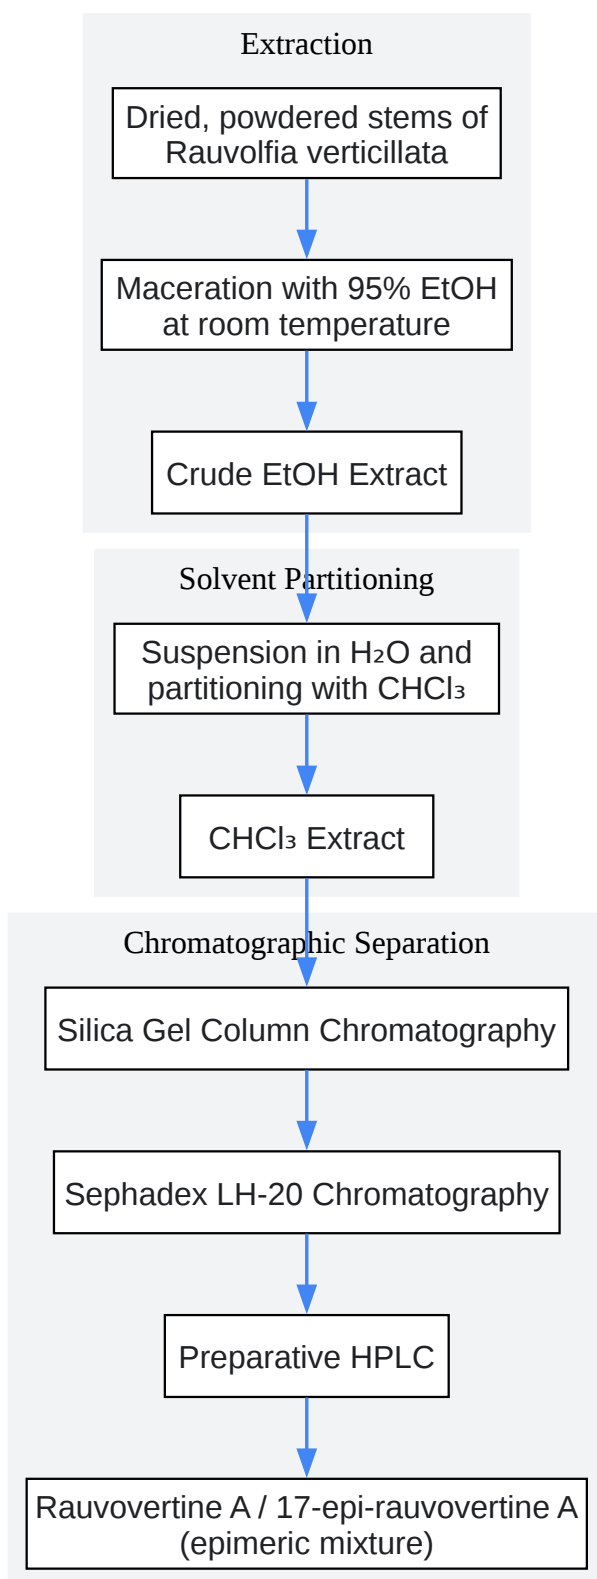 Extraction
Dried, powdered stems of
Rauvolfia verticillata
Maceration with 95% EtOH
at room temperature
Crude EtOH Extract
Solvent Partitioning
Suspension in H₂O and
partitioning with CHCl₃
CHCl₃ Extract
Chromatographic Separation
Silica Gel Column Chromatography
Sephadex LH-20 Chromatography
Preparative HPLC
Rauvovertine A / 17-epi-rauvovertine A
(epimeric mixture)